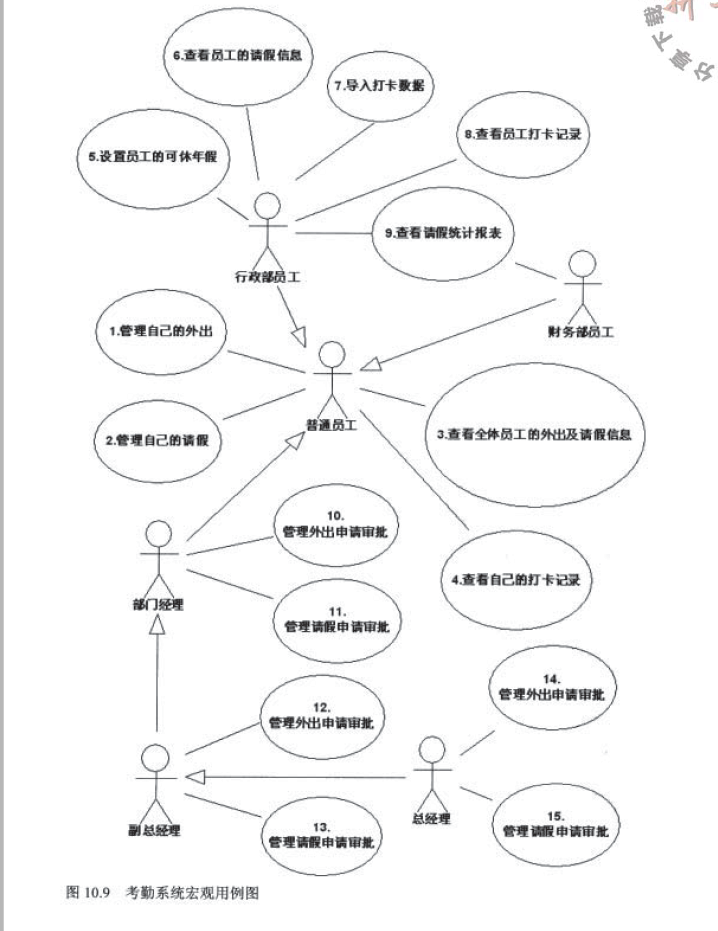 6.查看员工的请假信息
7.导入打卡数据
8.查看员工打卡记录
5.设置员工的可休年假
9.查看请假统计报表
行政部员工
财务部员工
1.管理自己的外出
普通员工
3.查看全体员工的外出及请假信息
2.管理自己的请假
10.
管理外出申请审批
4.查看自己的打卡记录
部门经理
11.
管理请假申请审批
14.
管理外出申请审批
12.
管理外出申请审批
副总经理
总经理
13.
管理请假申请审批
15.
管理请假申请审批
图 10.9 考勤系统宏观用例图
分享下载